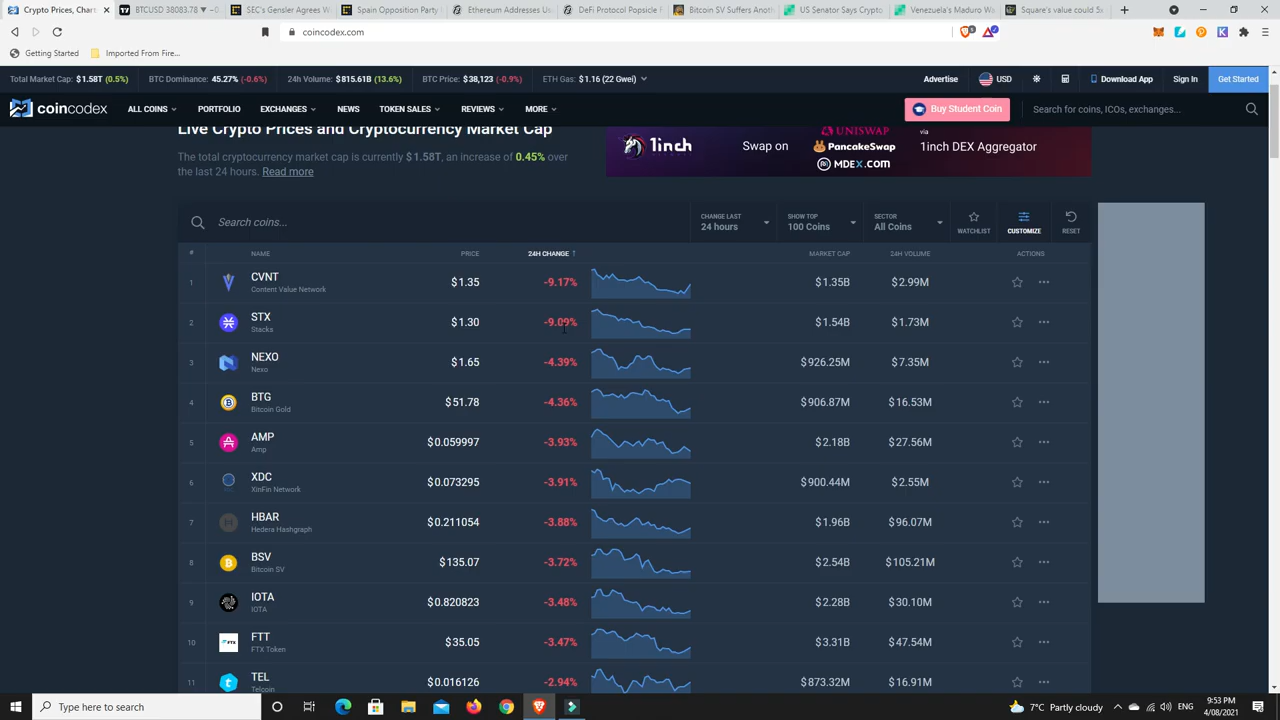 Crypto Prices, Char
BTCUSD 38083.78 ▼ −0.
SEC's Gensler Agrees W
Spain Opposition Party
Ethereum Addresses Us
DeFi Protocol Popsicle F
Bitcoin SV Suffers Anot
US Senator Says Crypto
Venezuela's Maduro Wa
Square's value could 5x
coincodex.com
Getting Started
Imported From Fire...
Total Market Cap: $1.58T (0.5%)
BTC Dominance: 45.27% (-0.6%)
24h Volume: $815.61B (13.6%)
BTC Price: $38,123 (-0.9%)
ETH Gas: $1.16 (22 Gwei)
Advertise
USD
Download App
Sign In
Get Started
coincodex
ALL COINS
PORTFOLIO
EXCHANGES
NEWS
TOKEN SALES
REVIEWS
MORE
Buy Student Coin
Search for coins, ICOs, exchanges...
Live Crypto Prices and Cryptocurrency Market Cap
The total cryptocurrency market cap is currently $1.58T, an increase of 0.45% over
the last 24 hours. Read more
1inch
Swap on
UNISWAP
PancakeSwap
MDEX.COM
via
1inch DEX Aggregator
Search coins...
CHANGE LAST
24 hours
SHOW TOP
100 Coins
SECTOR
All Coins
WATCHLIST
CUSTOMIZE
RESET
# NAME PRICE 24H CHANGE ↑ MARKET CAP 24H VOLUME ACTIONS
1 CVNT $1.35 -9.17% $1.35B $2.99M
Content Value Network
2 STX $1.30 -9.09% $1.54B $1.73M
Stacks
3 NEXO $1.65 -4.39% $926.25M $7.35M
Nexo
4 BTG $51.78 -4.36% $906.87M $16.53M
Bitcoin Gold
5 AMP $0.059997 -3.93% $2.18B $27.56M
Amp
6 XDC $0.073295 -3.91% $900.44M $2.55M
XinFin Network
7 HBAR $0.211054 -3.88% $1.96B $96.07M
Hedera Hashgraph
8 BSV $135.07 -3.72% $2.54B $105.21M
Bitcoin SV
9 IOTA $0.820823 -3.48% $2.28B $30.10M
IOTA
10 FTT $35.05 -3.47% $3.31B $47.54M
FTX Token
11 TEL $0.016126 -2.94% $873.32M $16.91M
Telcoin
Type here to search
7°C Partly cloudy
9:53 PM
4/08/2021